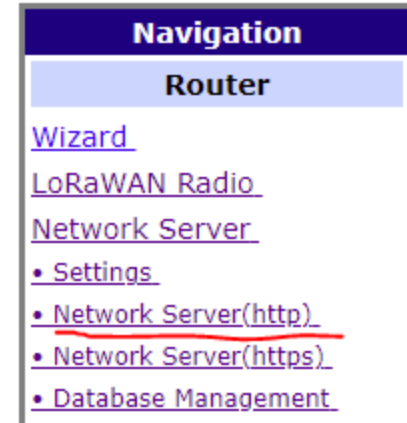 Navigation
Router
Wizard
LoRaWAN Radio
Network Server
• Settings
• Network Server(http)
• Network Server(https)
• Database Management